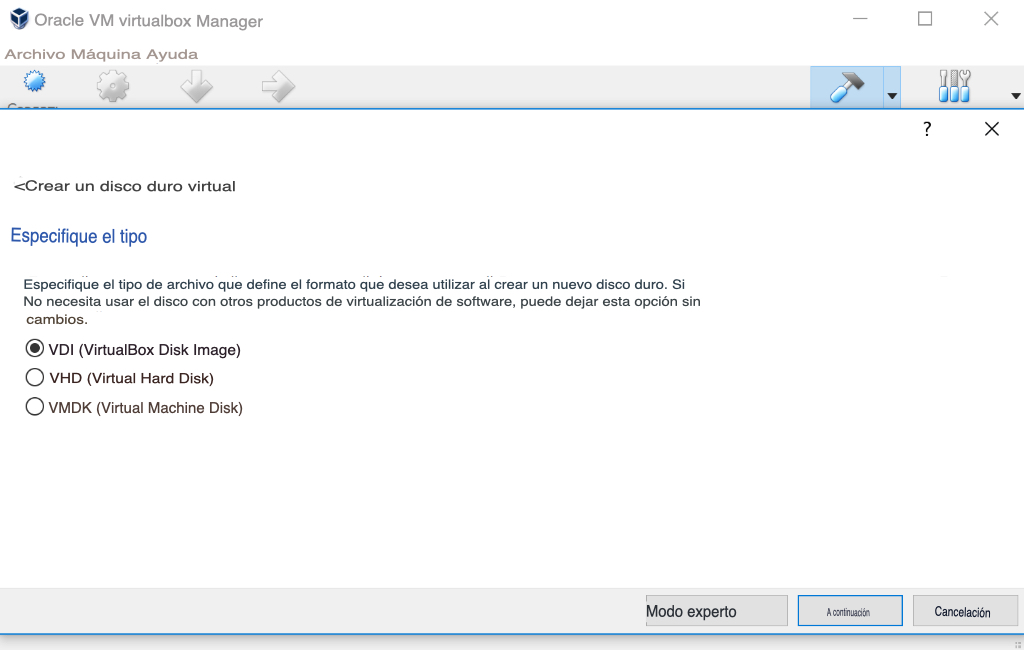 Oracle VM virtualbox Manager
Archivo Máquina Ayuda
?
<Crear un disco duro virtual
Especifique el tipo
Especifique el tipo de archivo que define el formato que desea utilizar al crear un nuevo disco duro. Si
No necesita usar el disco con otros productos de virtualización de software, puede dejar esta opción sin
cambios.
VDI (VirtualBox Disk Image)
VHD (Virtual Hard Disk)
VMDK (Virtual Machine Disk)
Modo experto
A continuación
Cancelación